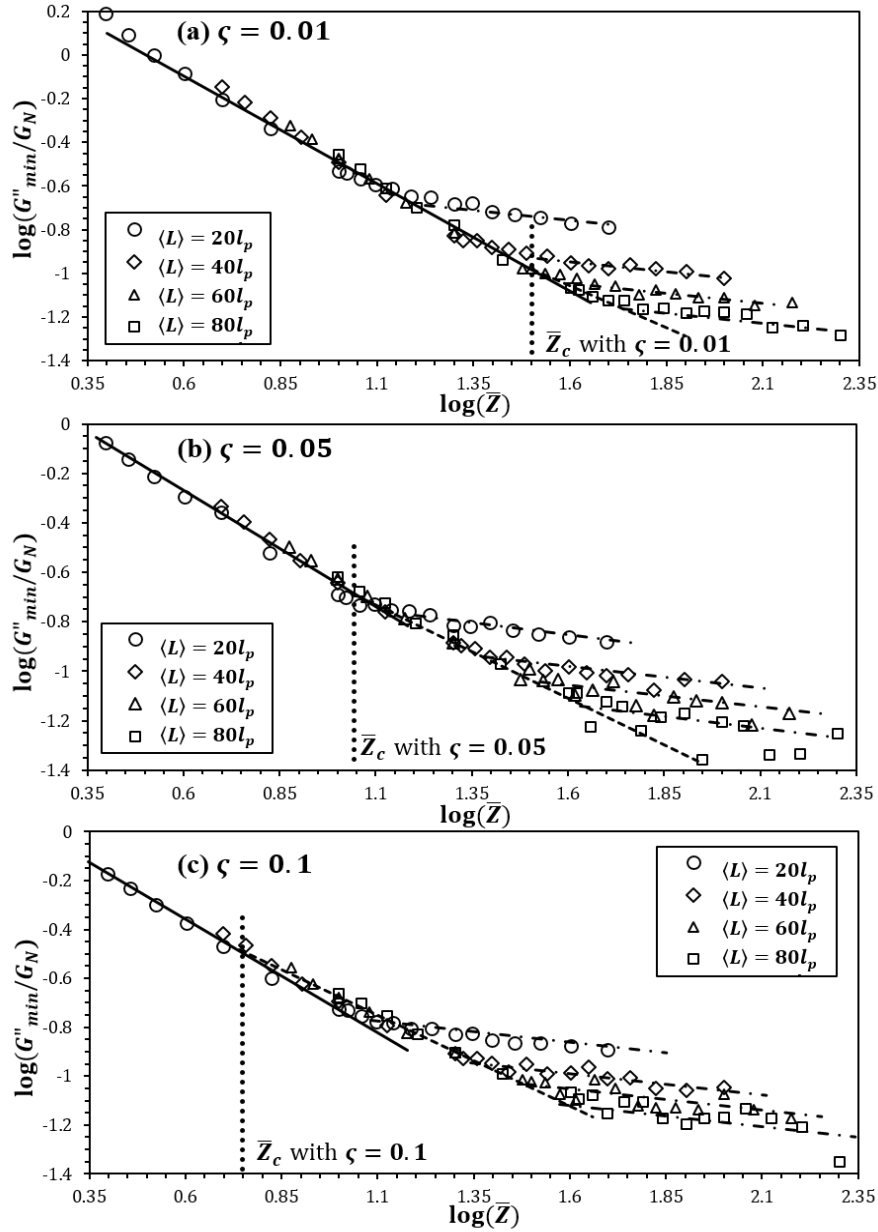 (a) ς = 0.01
log(G''min/GN)
0.2
0
-0.2
-0.4
-0.6
-0.8
-1
-1.2
-1.4
⟨L⟩ = 20lp
⟨L⟩ = 40lp
⟨L⟩ = 60lp
⟨L⟩ = 80lp
Z̄c with ς = 0.01
0.35 0.6 0.85 1.1 1.35 1.6 1.85 2.1 2.35
log(Z̄)
(b) ς = 0.05
log(G''min/GN)
0
-0.2
-0.4
-0.6
-0.8
-1
-1.2
-1.4
⟨L⟩ = 20lp
⟨L⟩ = 40lp
⟨L⟩ = 60lp
⟨L⟩ = 80lp
Z̄c with ς = 0.05
0.35 0.6 0.85 1.1 1.35 1.6 1.85 2.1 2.35
log(Z̄)
(c) ς = 0.1
log(G''min/GN)
0
-0.2
-0.4
-0.6
-0.8
-1
-1.2
-1.4
⟨L⟩ = 20lp
⟨L⟩ = 40lp
⟨L⟩ = 60lp
⟨L⟩ = 80lp
Z̄c with ς = 0.1
0.35 0.6 0.85 1.1 1.35 1.6 1.85 2.1 2.35
log(Z̄)